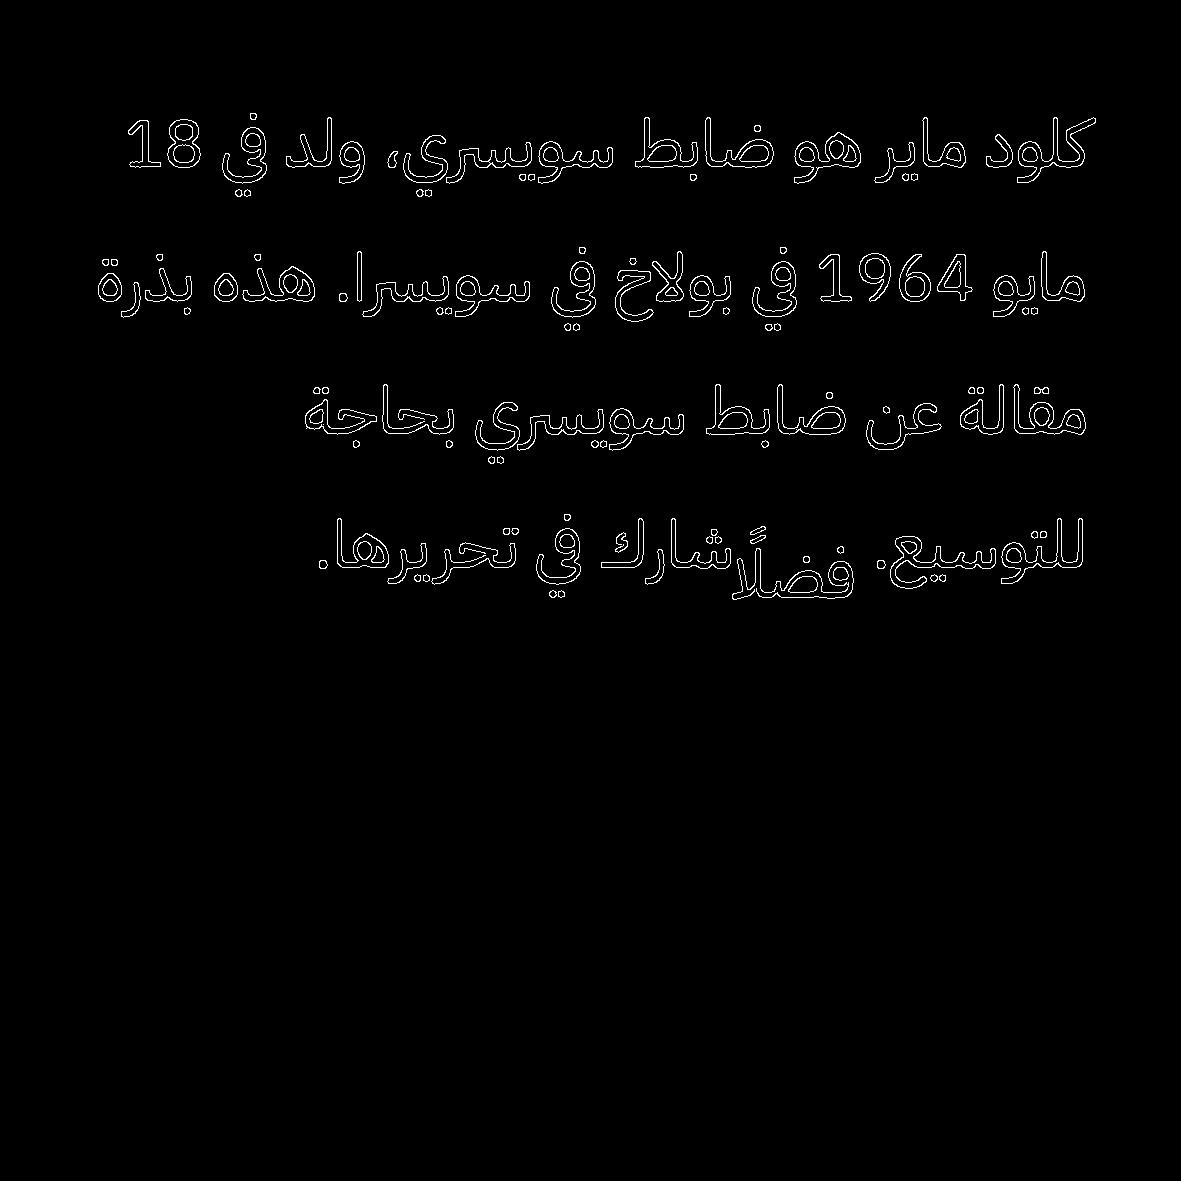 كلود ماير هو ضابط سويسري، ولد في 18
مايو 1964 في بولاخ في سويسرا. هذه بذرة
مقالة عن ضابط سويسري بحاجة
للتوسيع. فضلًا شارك في تحريرها.